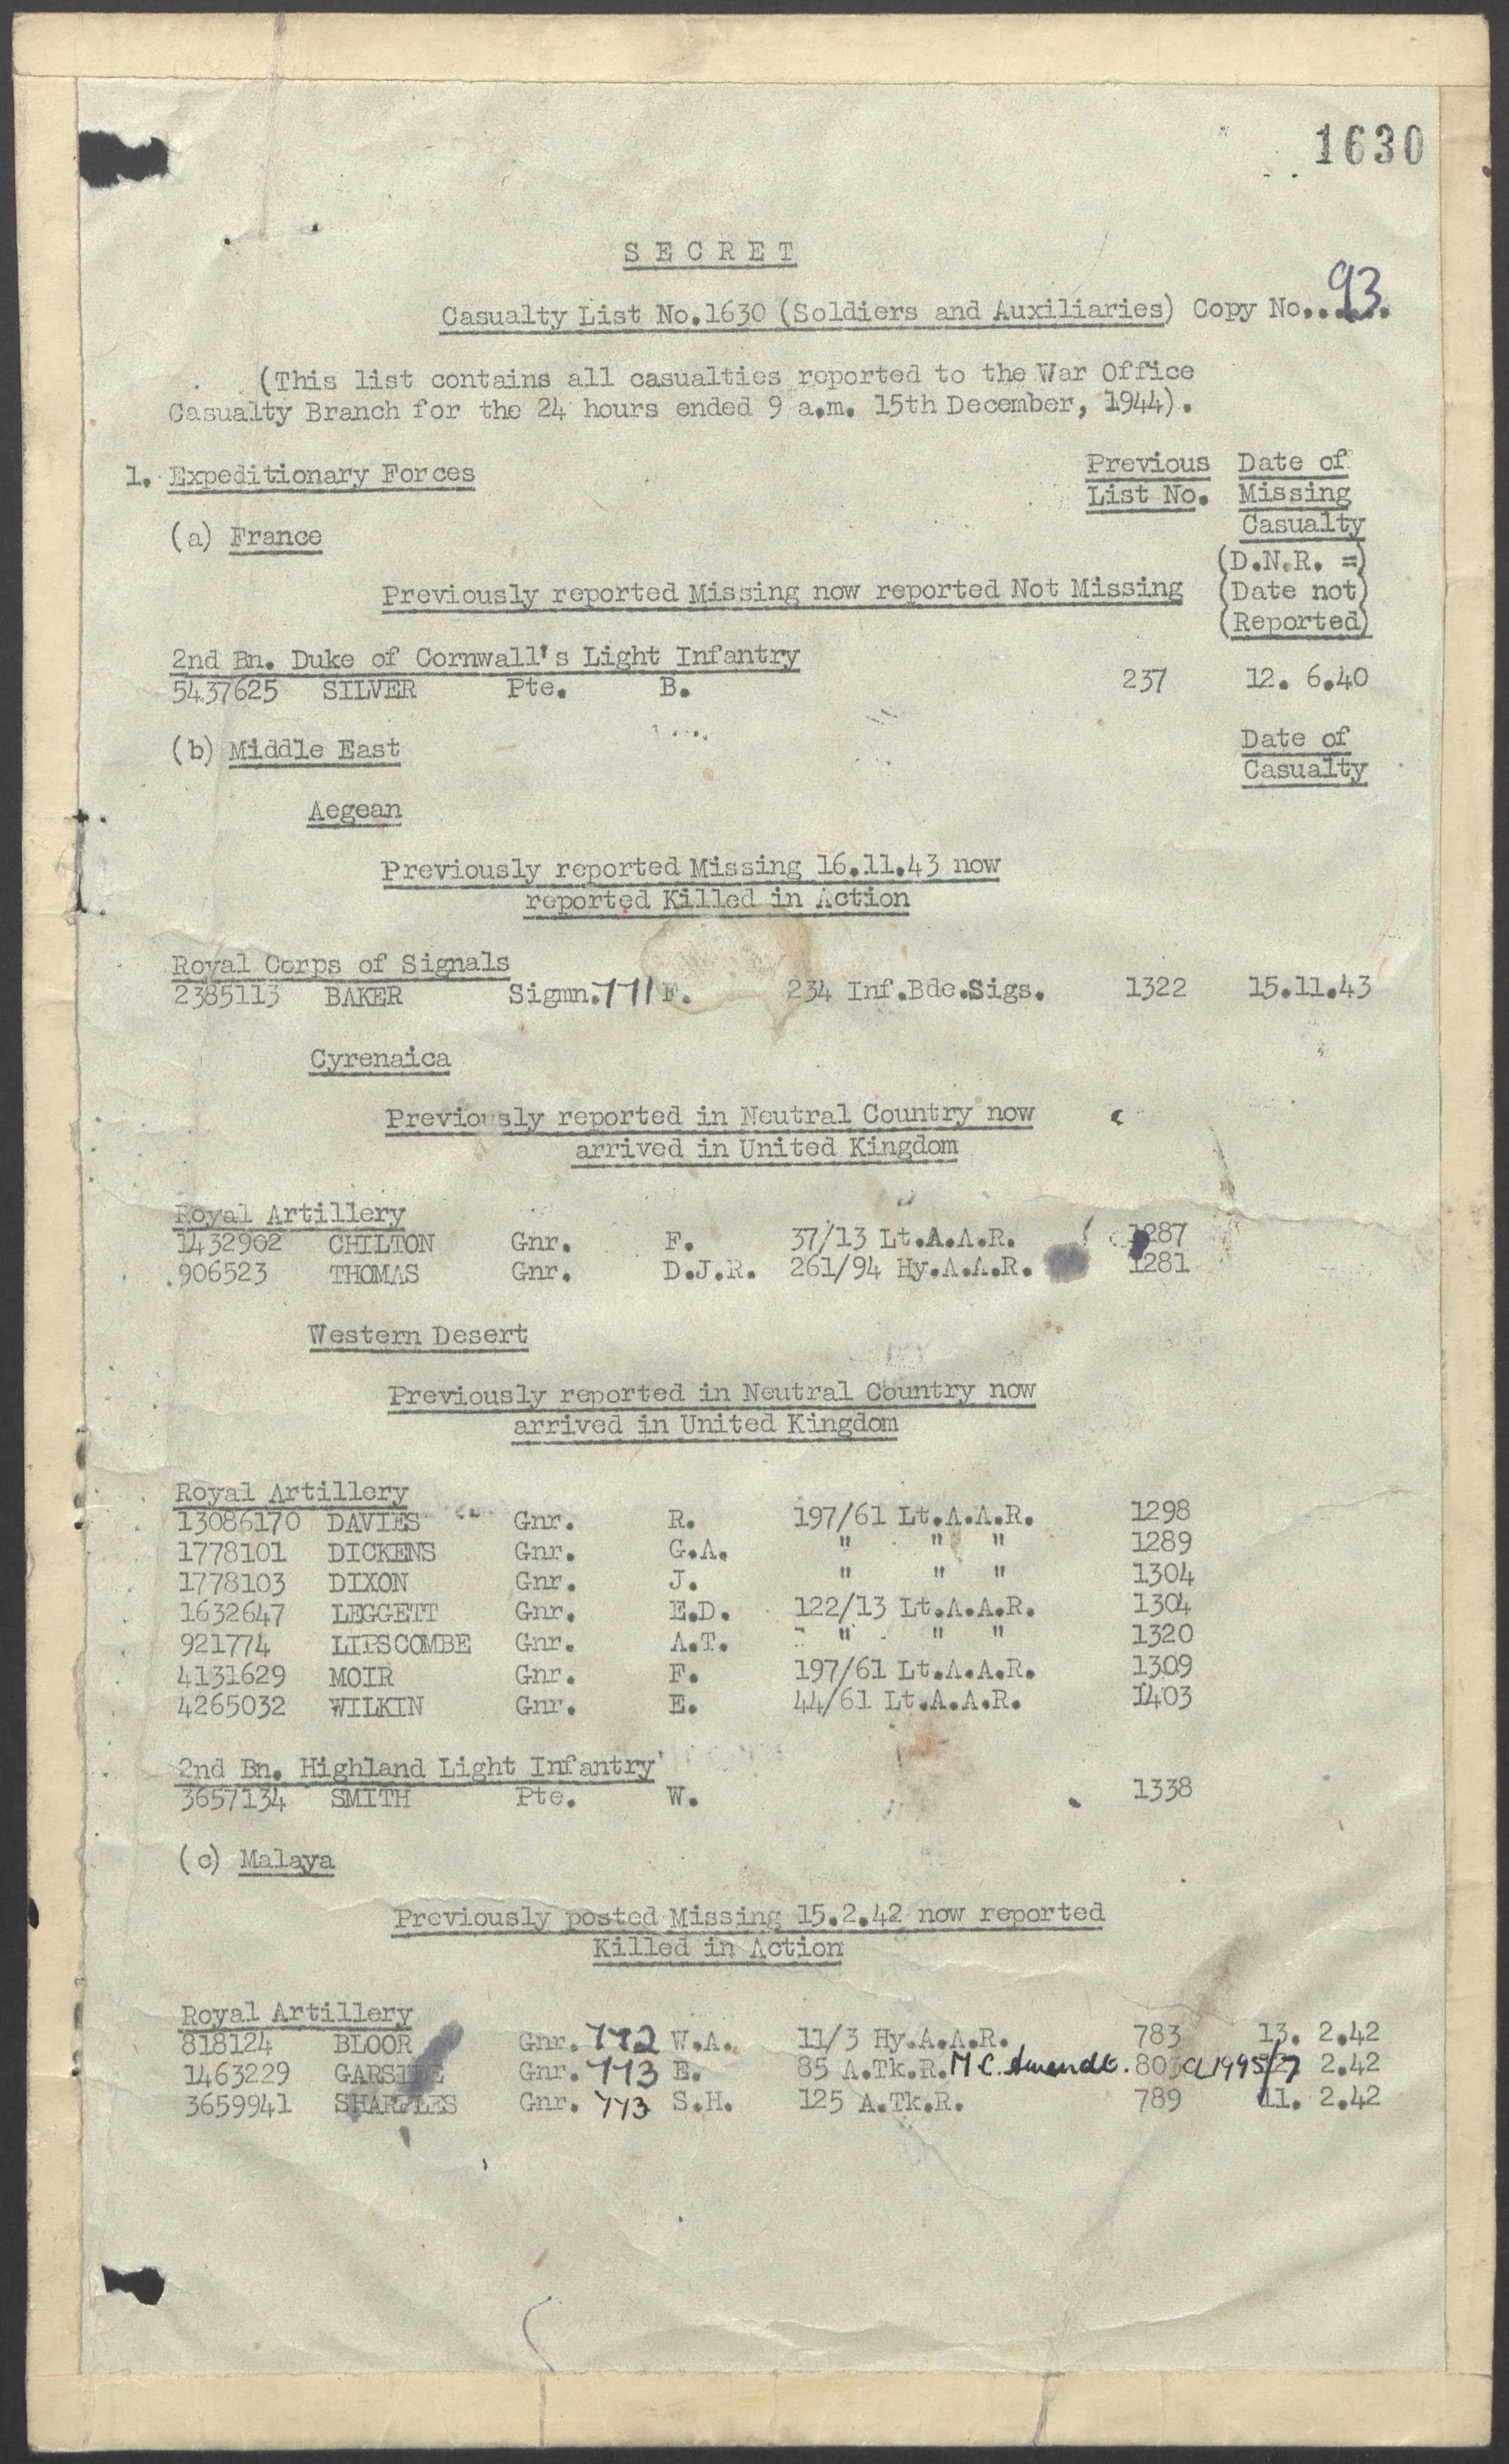 1630
SECRET
Casualty List No.1630 (Soldiers and Auxiliaries) Copy No..93..
(This list contains all casualties reported to the War Office
Casualty Branch for the 24 hours ended 9 a.m. 15th December, 1944).
1. Expeditionary Forces
Previous List No.
Date of Missing Casualty
(a) France
(D.N.R. =)
Previously reported Missing now reported Not Missing
(Date not)
(Reported)
2nd Bn. Duke of Cornwall's Light Infantry
5437625 SILVER Pte. B. 237 12. 6.40
(b) Middle East
Date of
Casualty
Aegean
Previously reported Missing 16.11.43 now
reported Killed in Action
Royal Corps of Signals
2385113 BAKER Sigmn. 771 F. 234 Inf.Bde.Sigs. 1322 15.11.43
Cyrenaica
Previously reported in Neutral Country now
arrived in United Kingdom
Royal Artillery
1432902 CHILTON Gnr. F. 37/13 Lt.A.A.R. 1287
906523 THOMAS Gnr. D.J.R. 261/94 Hy.A.A.R. 1281
Western Desert
Previously reported in Neutral Country now
arrived in United Kingdom
Royal Artillery
13086170 DAVIES Gnr. R. 197/61 Lt.A.A.R. 1298
1778101 DICKENS Gnr. G.A. " " " 1289
1778103 DIXON Gnr. J. " " " 1304
1632647 LEGGETT Gnr. E.D. 122/13 Lt.A.A.R. 1304
921774 LIPSCOMBE Gnr. A.T. " " " 1320
4131629 MOIR Gnr. F. 197/61 Lt.A.A.R. 1309
4265032 WILKIN Gnr. E. 44/61 Lt.A.A.R. 1403
2nd Bn. Highland Light Infantry
3657134 SMITH Pte. W. 1338
(c) Malaya
Previously posted Missing 15.2.42 now reported
Killed in Action
Royal Artillery
818124 BLOOR Gnr. 772 W.A. 11/3 Hy.A.A.R. 783 13. 2.42
1463229 GARSIDE Gnr. 773 E. 85 A.Tk.R. M C. Amendt. 803 CL1995/7 2.42
3659941 SHARPLES Gnr. 773 S.H. 125 A.Tk.R. 789 11. 2.42